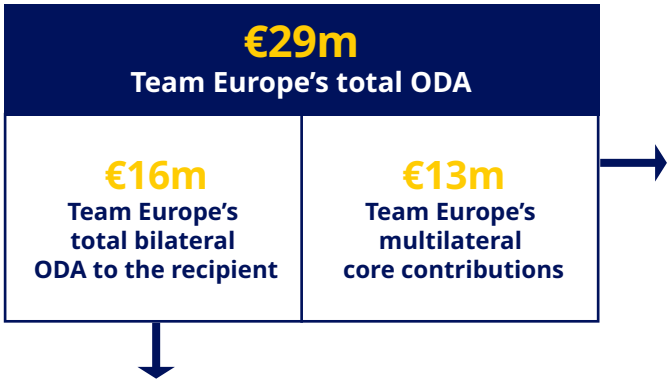 €29m
Team Europe’s total ODA
€16m
Team Europe’s
total bilateral
ODA to the recipient
€13m
Team Europe’s
multilateral
core contributions